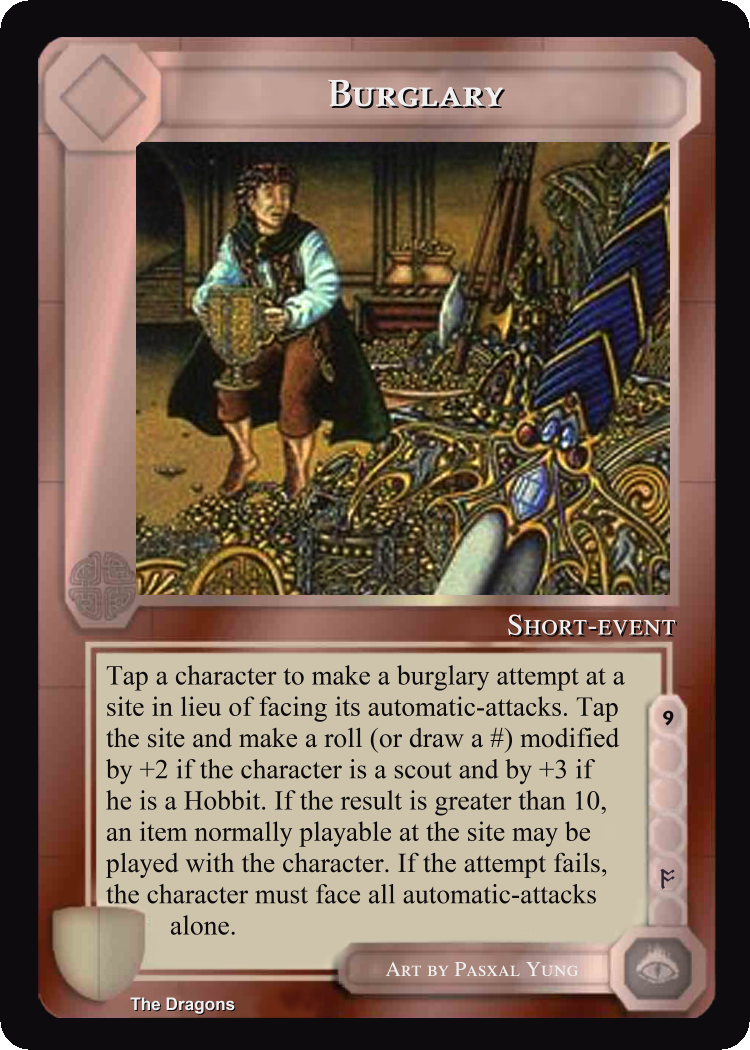 Burglary
Short-event
Tap a character to make a burglary attempt at a
site in lieu of facing its automatic-attacks. Tap
the site and make a roll (or draw a #) modified
by +2 if the character is a scout and by +3 if
he is a Hobbit. If the result is greater than 10,
an item normally playable at the site may be
played with the character. If the attempt fails,
the character must face all automatic-attacks
alone.
9
ᚩ
Art by Pasxal Yung
The Dragons